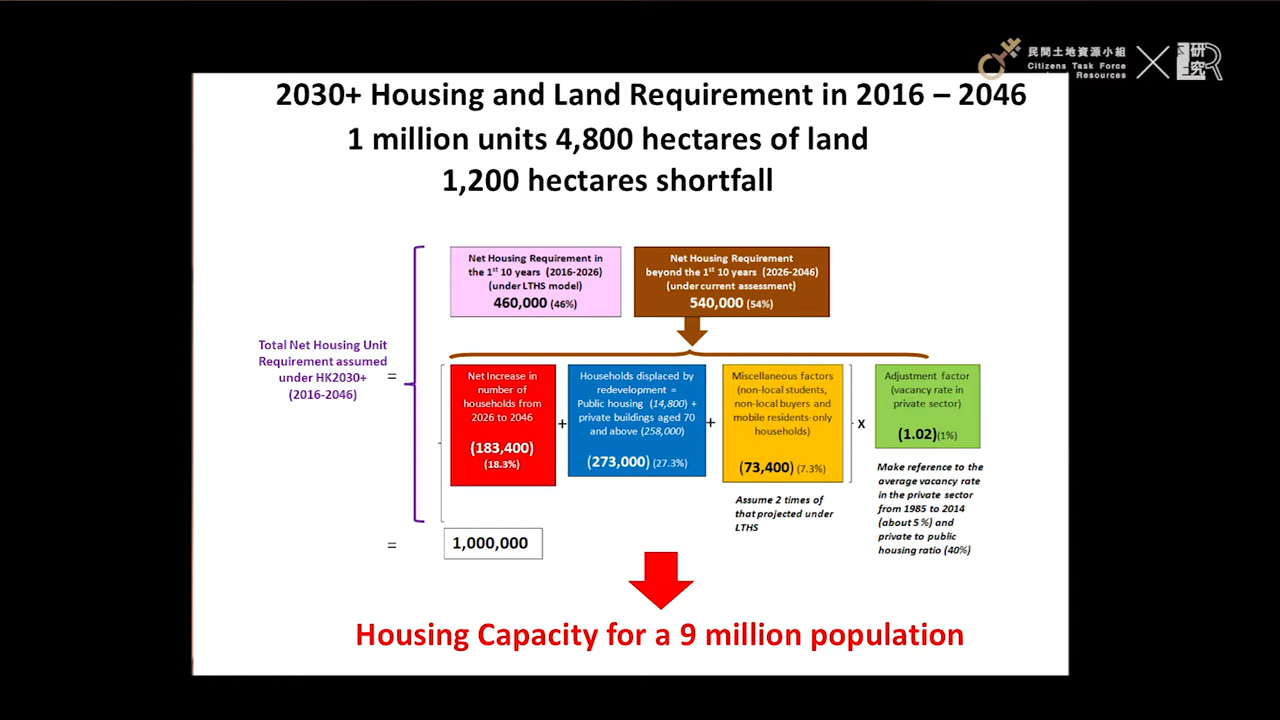 民間土地資源小組
Citizens Task Force
Resources
研究
土
R
2030+ Housing and Land Requirement in 2016 – 2046
1 million units 4,800 hectares of land
1,200 hectares shortfall
Net Housing Requirement in
the 1st 10 years (2016-2026)
(under LTHS model)
460,000 (46%)
Net Housing Requirement
beyond the 1st 10 years (2026-2046)
(under current assessment)
540,000 (54%)
Total Net Housing Unit
Requirement assumed
under HK2030+
(2016-2046)
=
Net Increase in
number of
households from
2026 to 2046
(183,400)
(18.3%)
+
Households displaced by
redevelopment =
Public housing (14,800) +
private buildings aged 70
and above (258,000)
(273,000) (27.3%)
+
Miscellaneous factors
(non-local students,
non-local buyers and
mobile residents-only
households)
(73,400) (7.3%)
Assume 2 times of
that projected under
LTHS
x
Adjustment factor
(vacancy rate in
private sector)
(1.02)(1%)
Make reference to the
average vacancy rate
in the private sector
from 1985 to 2014
(about 5%) and
private to public
housing ratio (40%)
=
1,000,000
Housing Capacity for a 9 million population